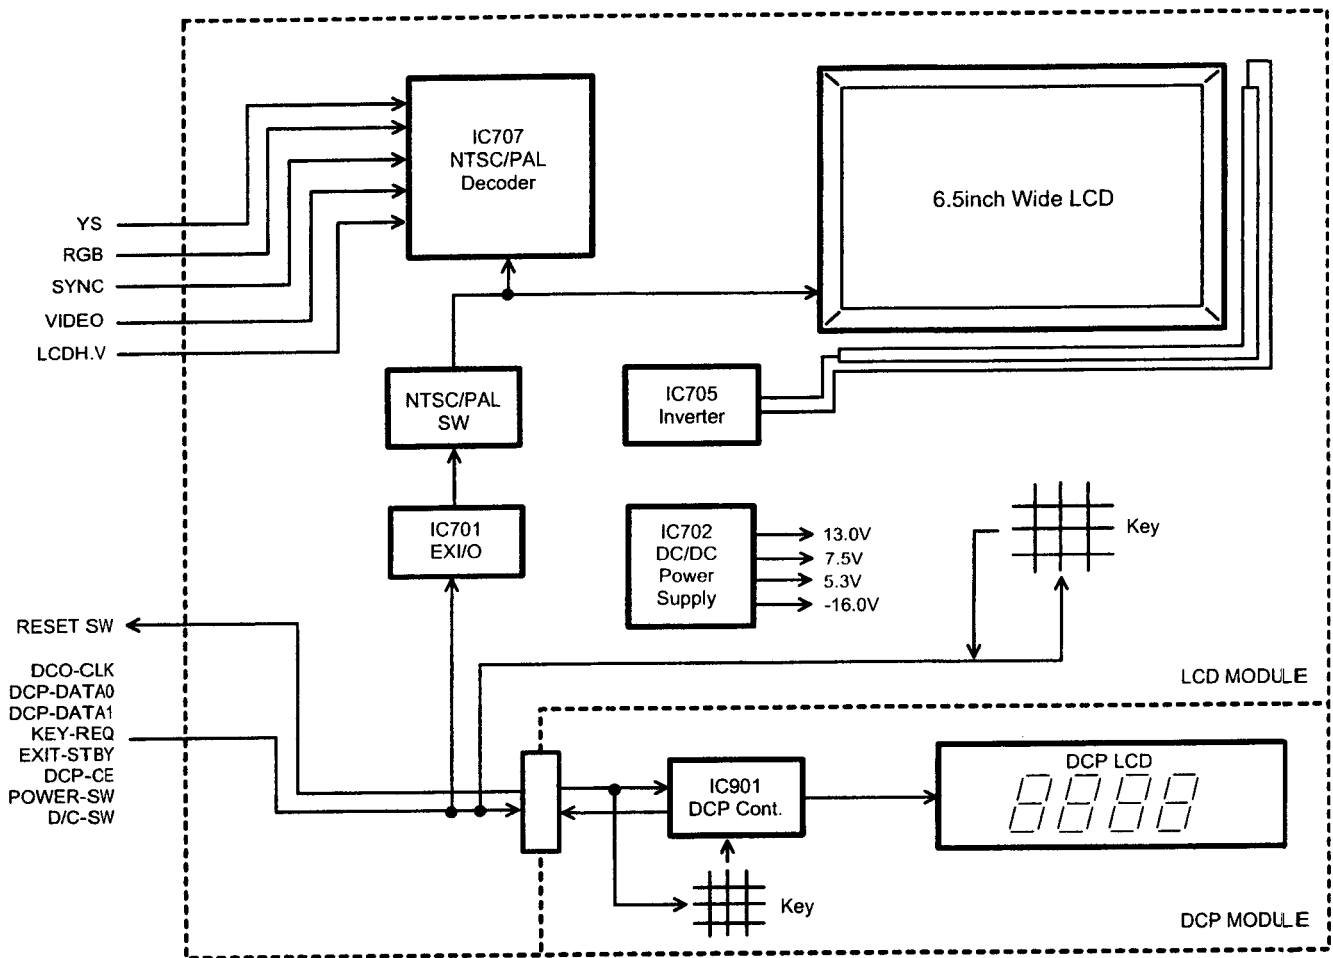 IC707
NTSC/PAL
Decoder
6.5inch Wide LCD
YS
RGB
SYNC
VIDEO
LCDH.V
NTSC/PAL
SW
IC705
Inverter
IC701
EXI/O
IC702
DC/DC
Power
Supply
13.0V
7.5V
5.3V
-16.0V
Key
RESET SW
DCO-CLK
DCP-DATA0
DCP-DATA1
KEY-REQ
EXIT-STBY
DCP-CE
POWER-SW
D/C-SW
LCD MODULE
IC901
DCP Cont.
DCP LCD
8888
Key
DCP MODULE